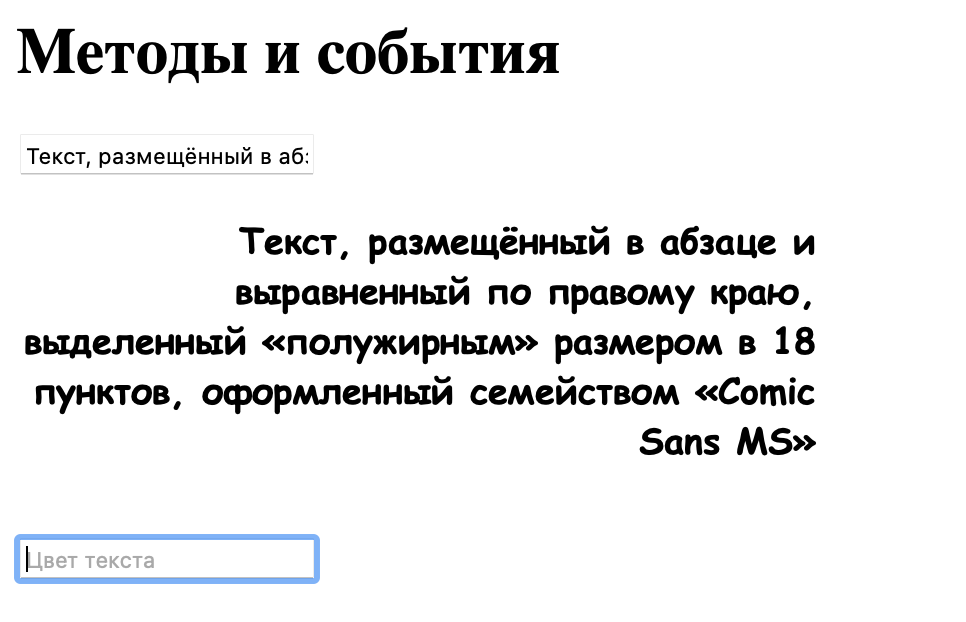 Методы и события
Текст, размещённый в аб
Текст, размещённый в абзаце и
выравненный по правому краю,
выделенный «полужирным» размером в 18
пунктов, оформленный семейством «Comic
Sans MS»
Цвет текста